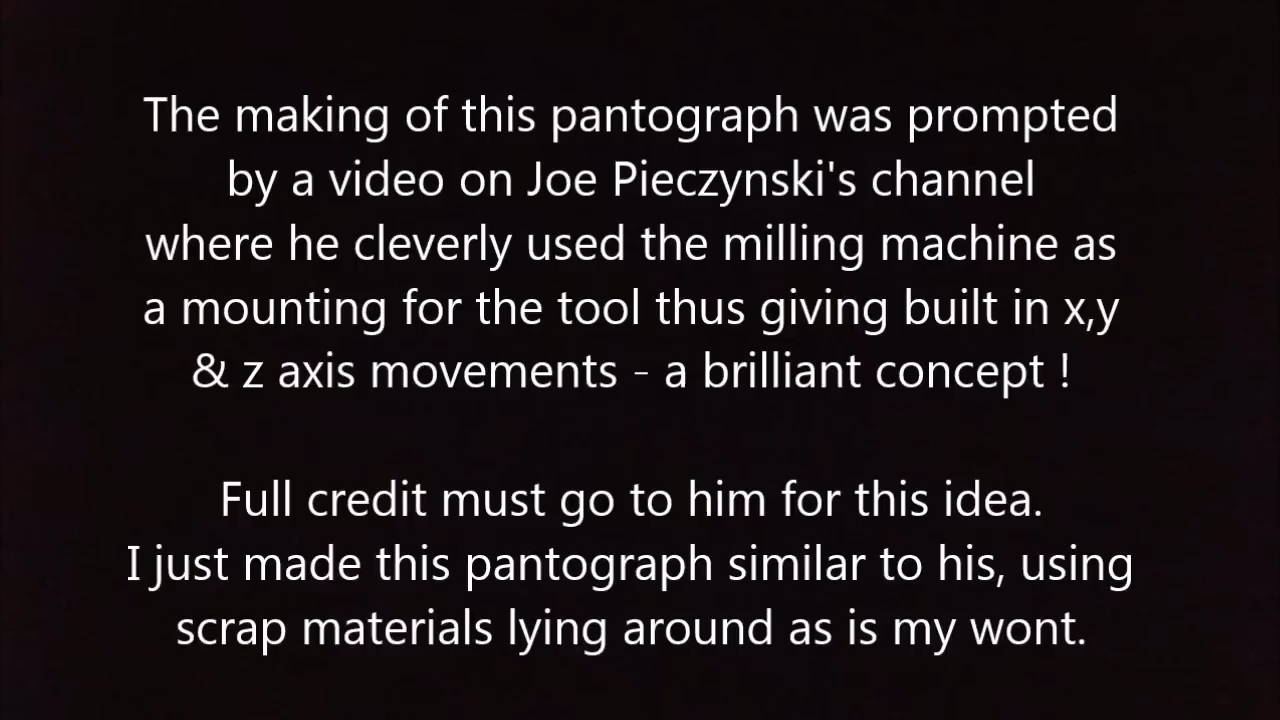 The making of this pantograph was prompted
by a video on Joe Pieczynski's channel
where he cleverly used the milling machine as
a mounting for the tool thus giving built in x,y
& z axis movements - a brilliant concept !
Full credit must go to him for this idea.
I just made this pantograph similar to his, using
scrap materials lying around as is my wont.